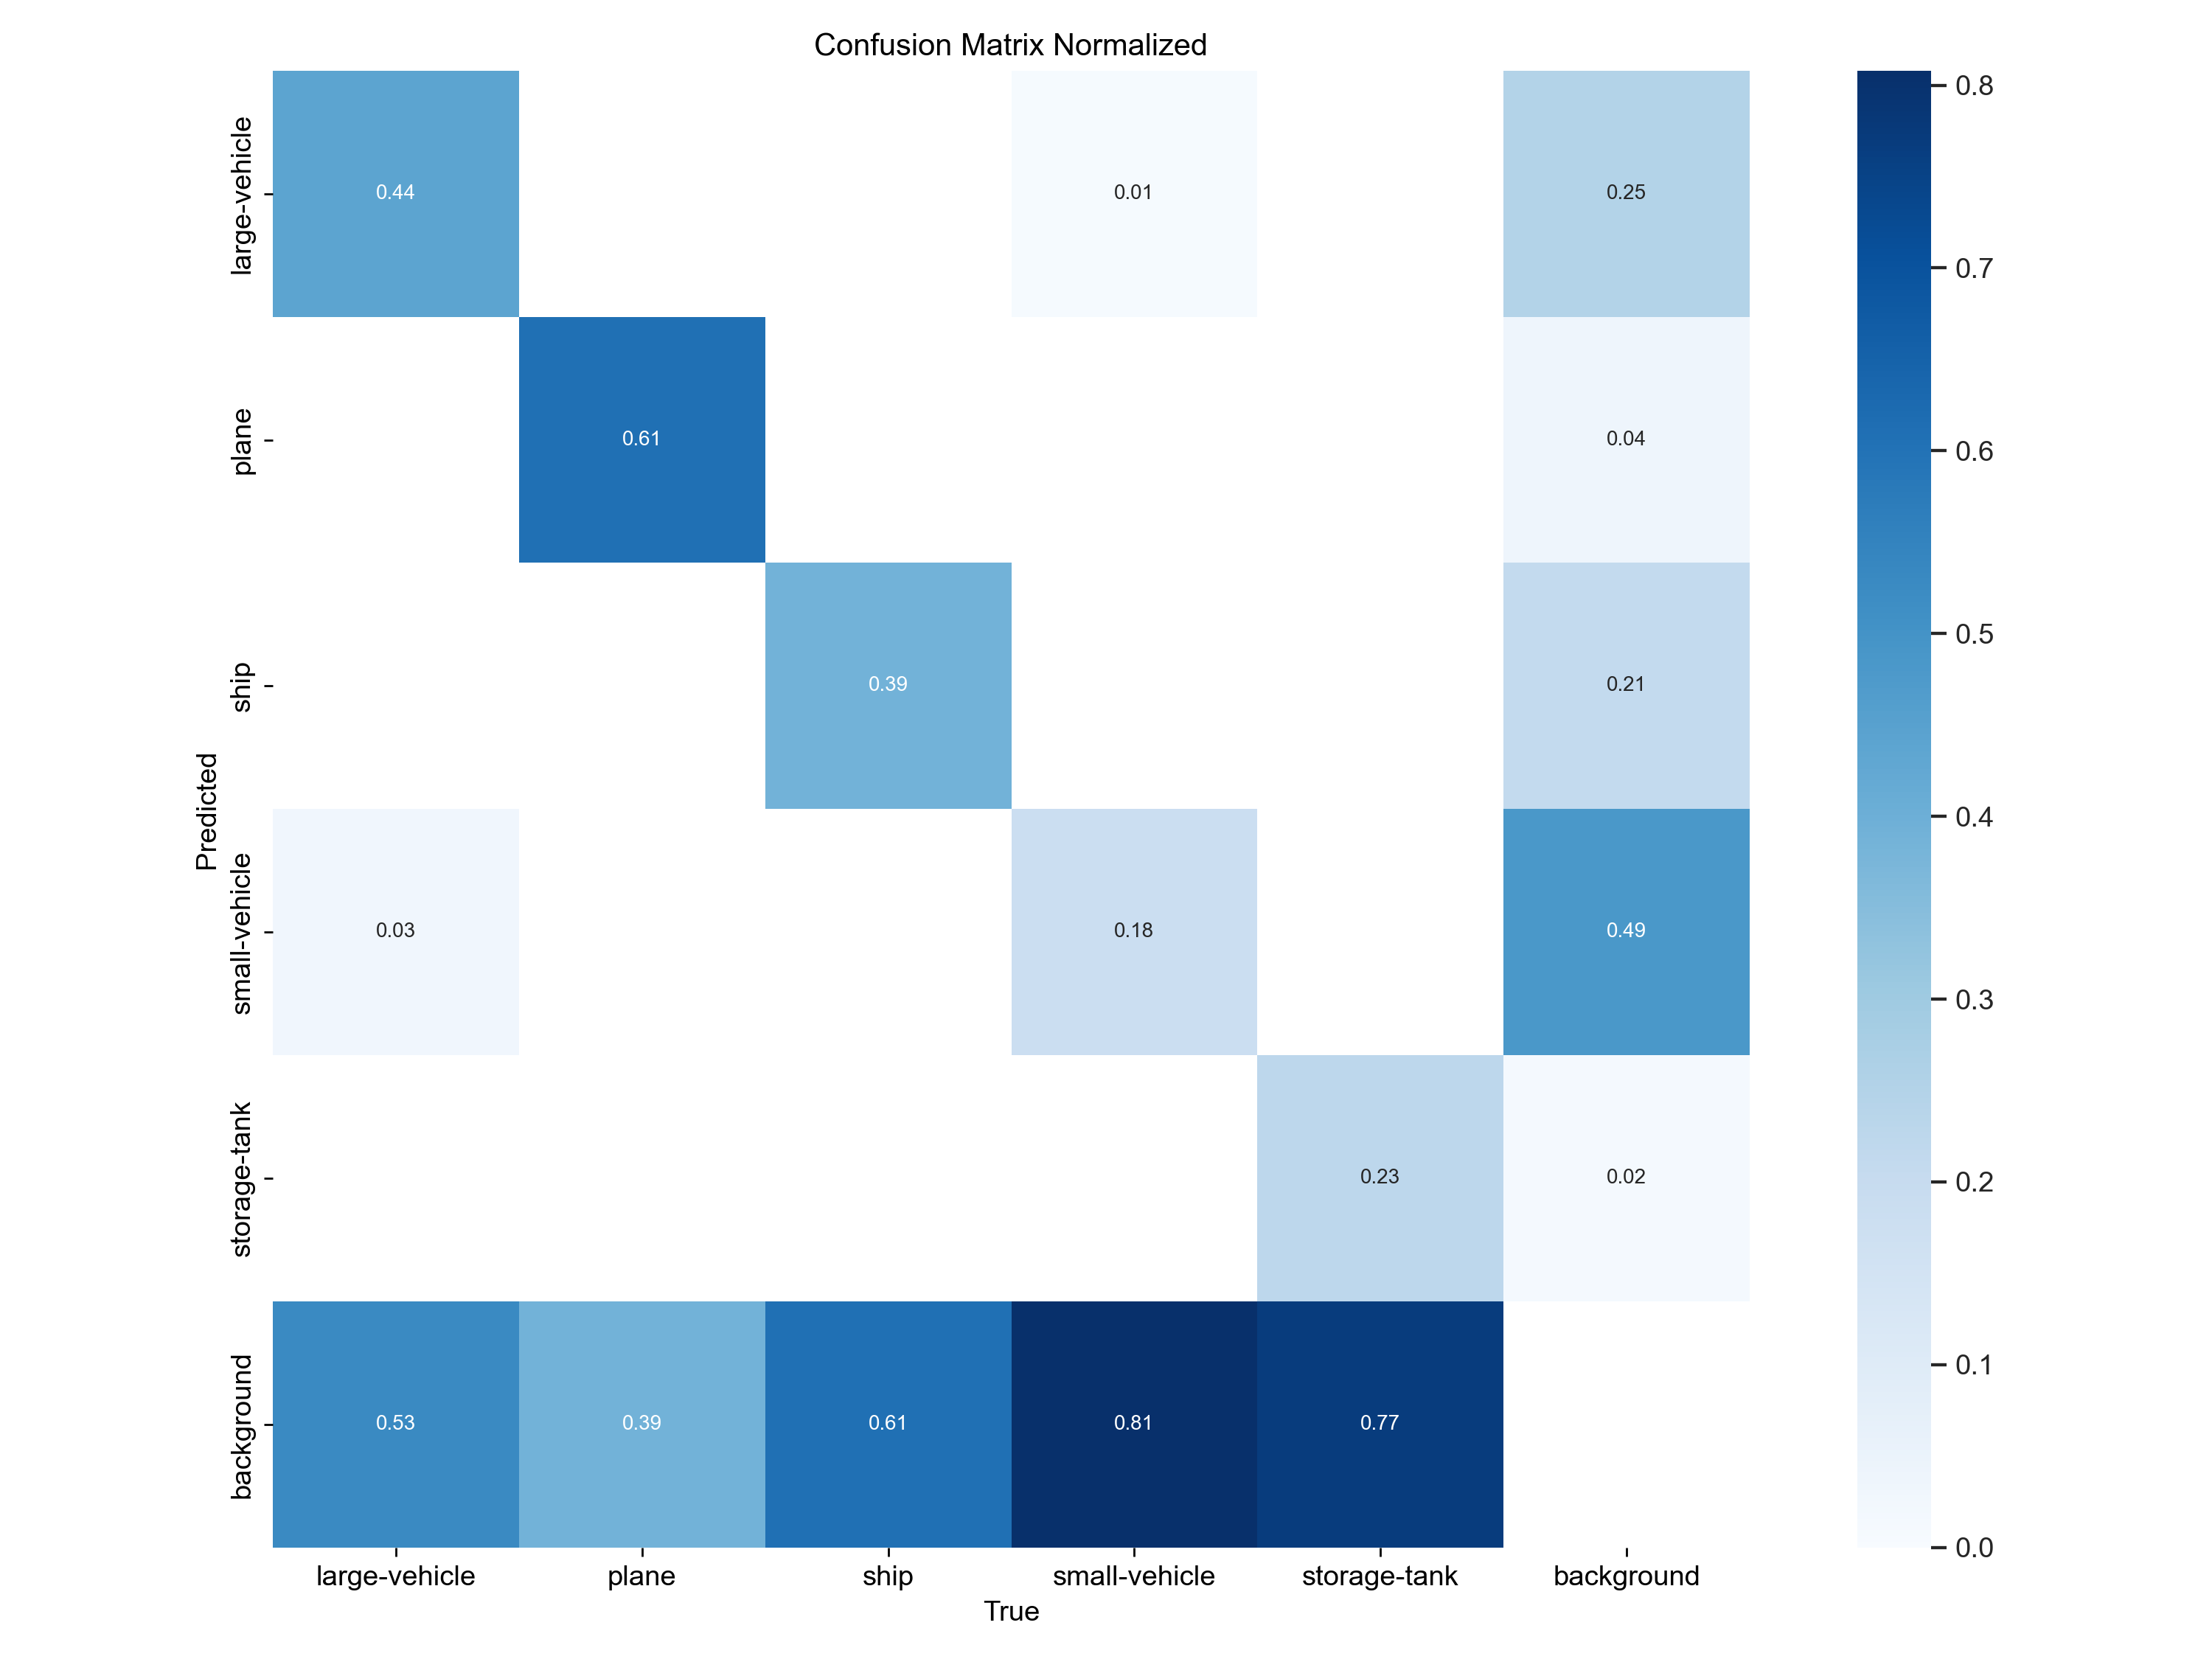 Confusion Matrix Normalized
large-vehicle
0.44
0.01
0.25
plane
0.61
0.04
ship
0.39
0.21
Predicted
small-vehicle
0.03
0.18
0.49
storage-tank
0.23
0.02
background
0.53
0.39
0.61
0.81
0.77
large-vehicle
plane
ship
small-vehicle
storage-tank
background
True
0.8
0.7
0.6
0.5
0.4
0.3
0.2
0.1
0.0